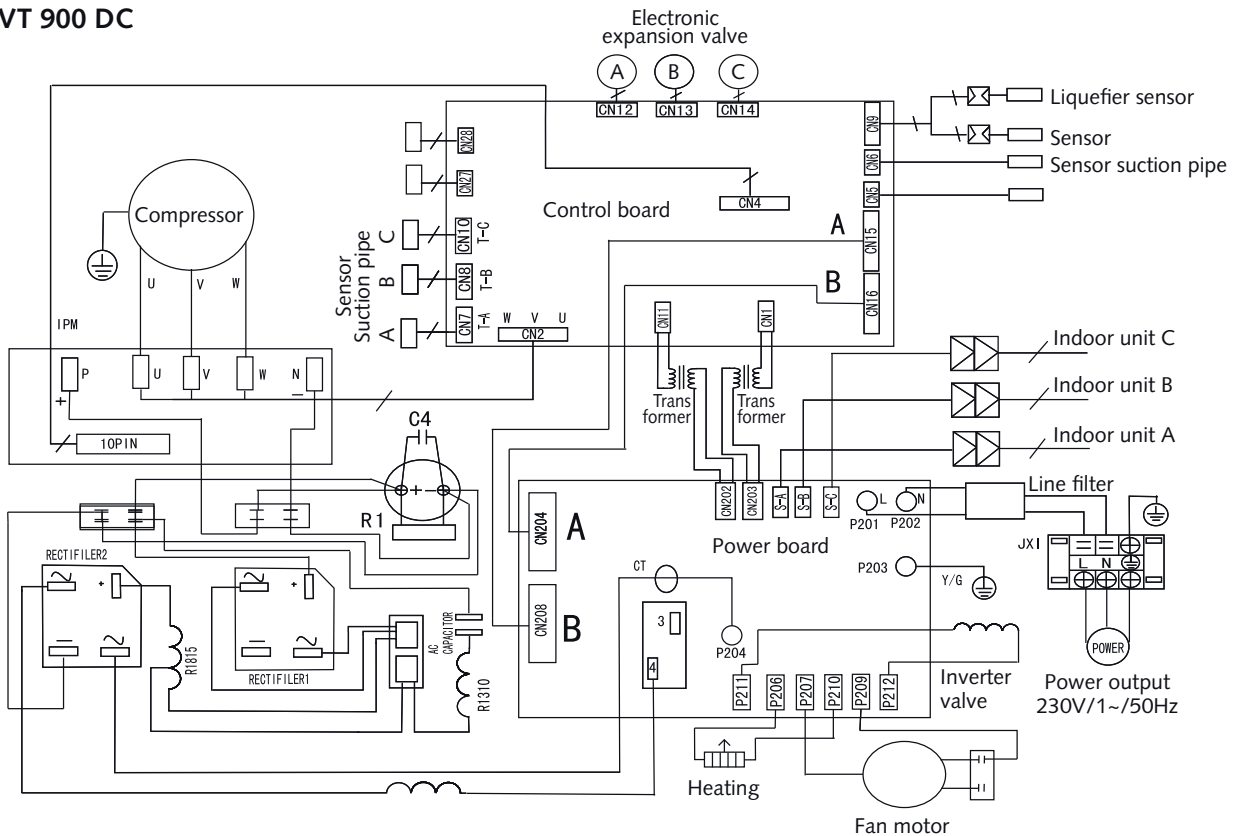 VT 900 DC
Electronic
expansion valve
A
B
C
CN12
CN13
CN14
CN9
Liquefier sensor
Sensor
CN6
Sensor suction pipe
CN5
CN28
CN27
CN4
Control board
Compressor
Sensor
Suction pipe
C
CN10
T-C
B
CN8
T-B
A
CN7
T-A
A
CN15
B
CN16
U
V
W
W V U
CN2
CN11
CN1
IPM
P
+
U
V
W
N
−
10PIN
Trans
former
Trans
former
Indoor unit C
Indoor unit B
Indoor unit A
C4
+
−
R1
CN202
CN203
S-A
S-B
S-C
L
N
P201
P202
Line filter
Power board
CN204
A
CN208
B
JX1
L N
P203
Y/G
POWER
Power output
230V/1~/50Hz
RECTIFILER2
~
+
−
~
R1815
~
+
−
~
RECTIFILER1
AC
CAPACITOR
R1310
CT
3
4
P204
P211
P206
P207
P210
P209
P212
Inverter
valve
Heating
Fan motor